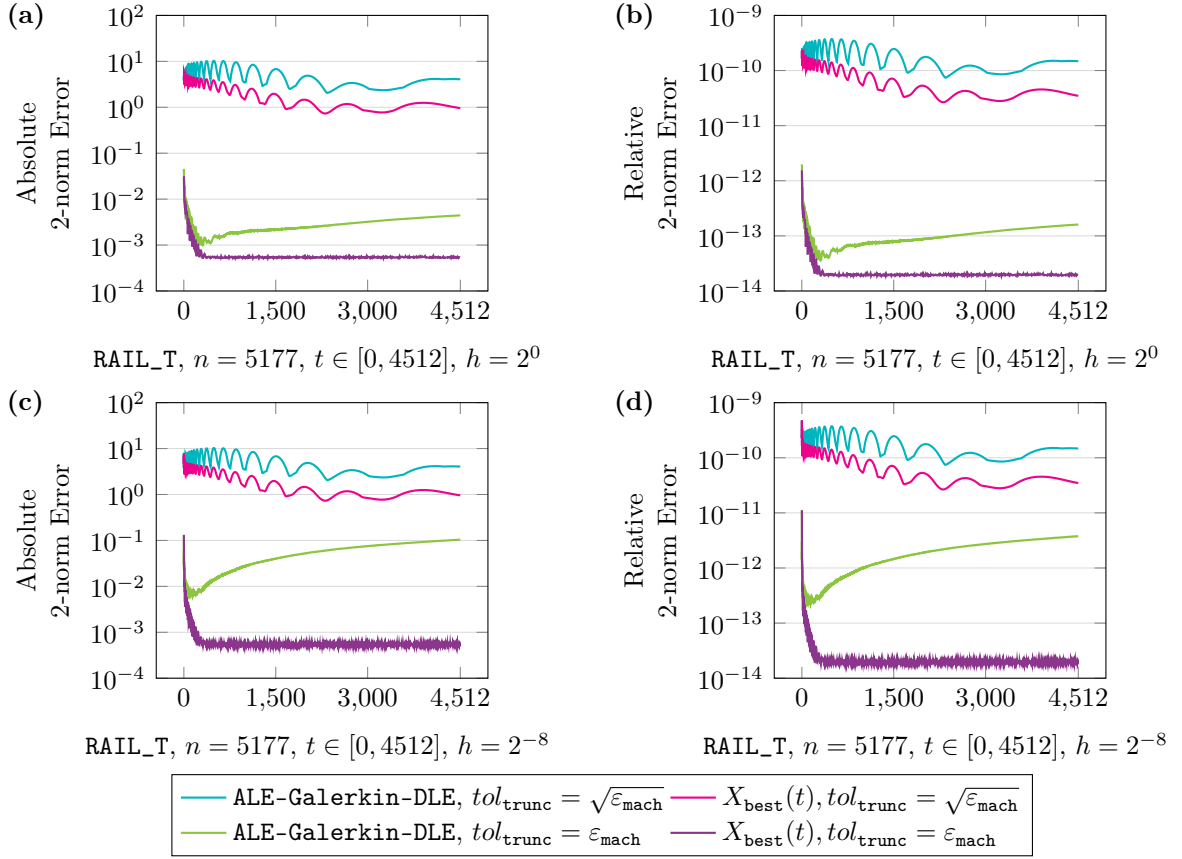 (a)
10^2
10^1
10^0
10^−1
10^−2
10^−3
10^−4
Absolute
2-norm Error
0
1,500
3,000
4,512
RAIL_T, n = 5177, t ∈ [0, 4512], h = 2^0
(b)
10^−9
10^−10
10^−11
10^−12
10^−13
10^−14
Relative
2-norm Error
0
1,500
3,000
4,512
RAIL_T, n = 5177, t ∈ [0, 4512], h = 2^0
(c)
10^2
10^1
10^0
10^−1
10^−2
10^−3
10^−4
Absolute
2-norm Error
0
1,500
3,000
4,512
RAIL_T, n = 5177, t ∈ [0, 4512], h = 2^−8
(d)
10^−9
10^−10
10^−11
10^−12
10^−13
10^−14
Relative
2-norm Error
0
1,500
3,000
4,512
RAIL_T, n = 5177, t ∈ [0, 4512], h = 2^−8
ALE-Galerkin-DLE, tol_trunc = √ε_mach
X_best(t), tol_trunc = √ε_mach
ALE-Galerkin-DLE, tol_trunc = ε_mach
X_best(t), tol_trunc = ε_mach